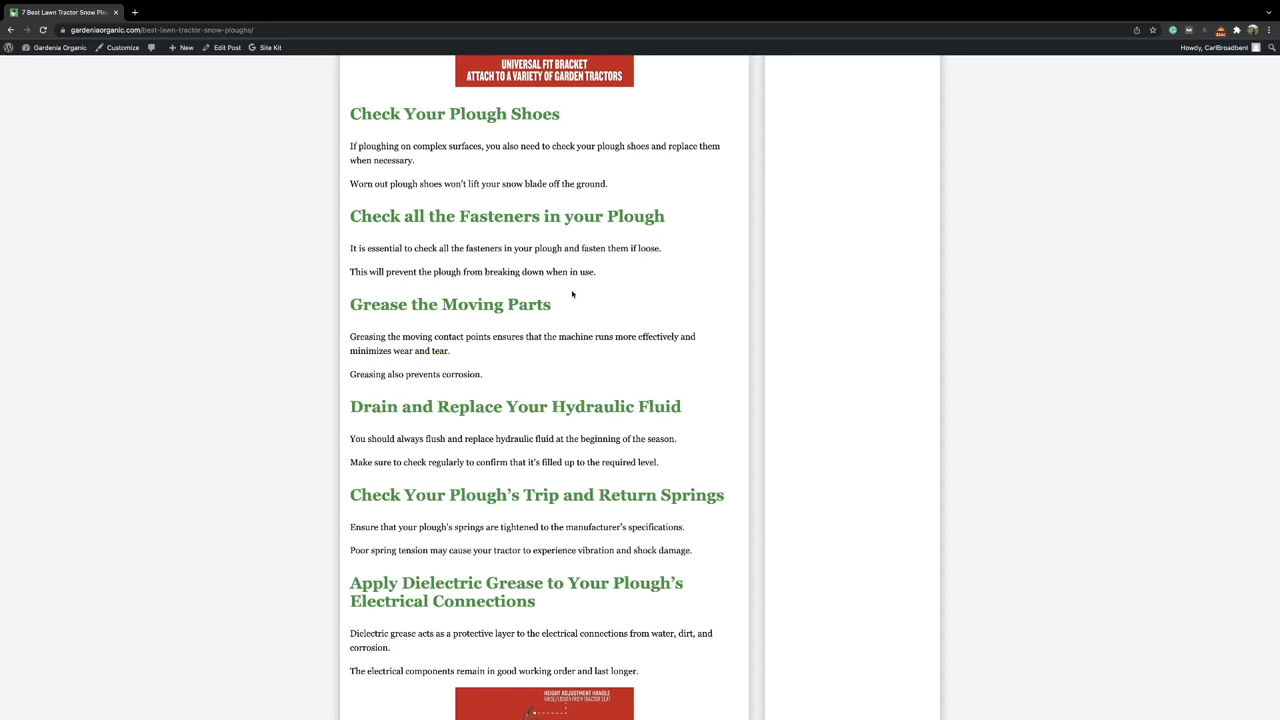 7 Best Lawn Tractor Snow Plou
gardeniaorganic.com/best-lawn-tractor-snow-ploughs/
Gardenia Organic Customize New Edit Post Site Kit Howdy, CarlBroadbent
UNIVERSAL FIT BRACKET
ATTACH TO A VARIETY OF GARDEN TRACTORS
Check Your Plough Shoes
If ploughing on complex surfaces, you also need to check your plough shoes and replace them
when necessary.
Worn out plough shoes won't lift your snow blade off the ground.
Check all the Fasteners in your Plough
It is essential to check all the fasteners in your plough and fasten them if loose.
This will prevent the plough from breaking down when in use.
Grease the Moving Parts
Greasing the moving contact points ensures that the machine runs more effectively and
minimizes wear and tear.
Greasing also prevents corrosion.
Drain and Replace Your Hydraulic Fluid
You should always flush and replace hydraulic fluid at the beginning of the season.
Make sure to check regularly to confirm that it's filled up to the required level.
Check Your Plough's Trip and Return Springs
Ensure that your plough's springs are tightened to the manufacturer's specifications.
Poor spring tension may cause your tractor to experience vibration and shock damage.
Apply Dielectric Grease to Your Plough's
Electrical Connections
Dielectric grease acts as a protective layer to the electrical connections from water, dirt, and
corrosion.
The electrical components remain in good working order and last longer.
HEIGHT ADJUSTMENT HANDLE
RAISE/LOWER FROM TRACTOR SEAT